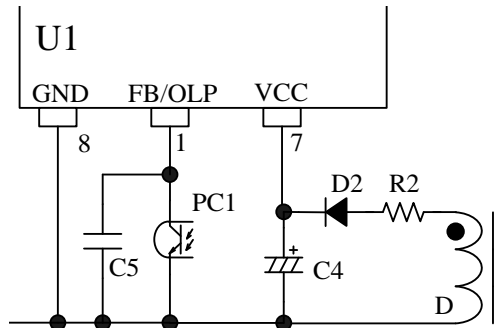 U1
GND FB/OLP VCC
8 1 7
D2 R2
PC1
+
C5 C4
D